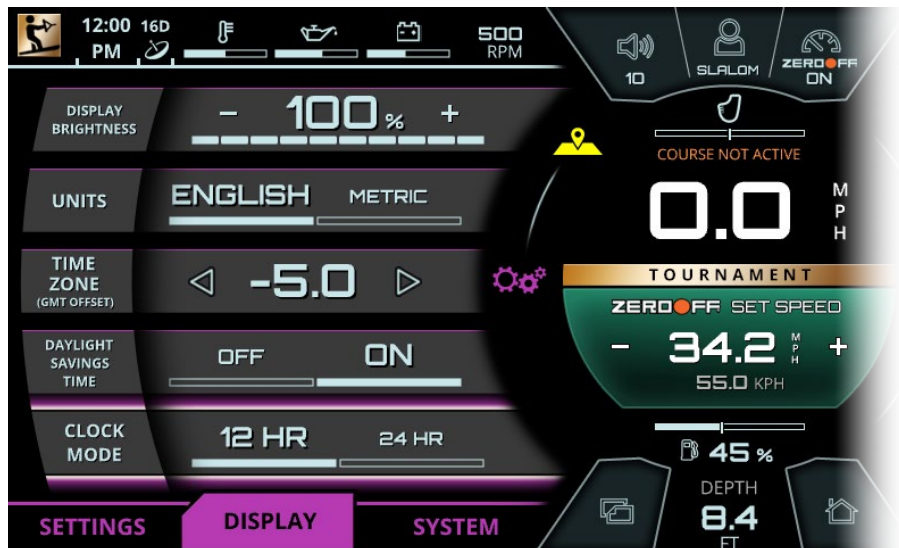 12:00 16D
PM
500
RPM
10
SLALOM
ZEROOFF
ON
DISPLAY
BRIGHTNESS
- 100% +
COURSE NOT ACTIVE
UNITS
ENGLISH METRIC
0.0 MPH
TIME
ZONE
(GMT OFFSET)
-5.0
TOURNAMENT
ZEROOFF SET SPEED
- 34.2 MPH +
55.0 KPH
DAYLIGHT
SAVINGS
TIME
OFF ON
CLOCK
MODE
12 HR 24 HR
45 %
DEPTH
8.4
FT
SETTINGS DISPLAY SYSTEM